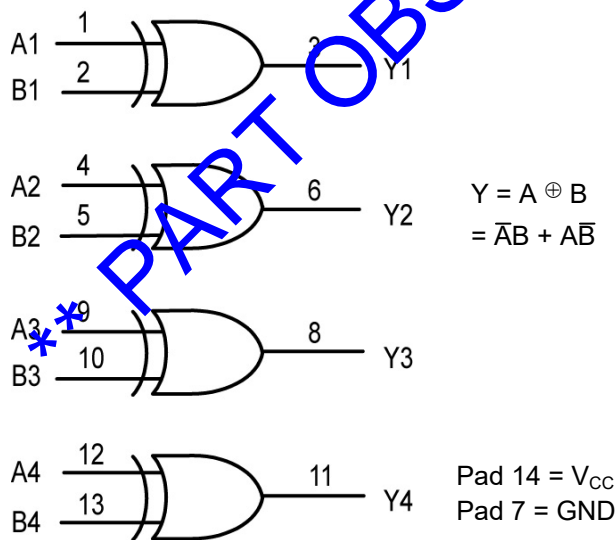 A1 1
B1 2
3 Y1
A2 4
B2 5
6 Y2
Y = A ⊕ B
= A̅B + AB̅
A3 9
B3 10
8 Y3
A4 12
B4 13
11 Y4
Pad 14 = VCC
Pad 7 = GND
** PART OBS